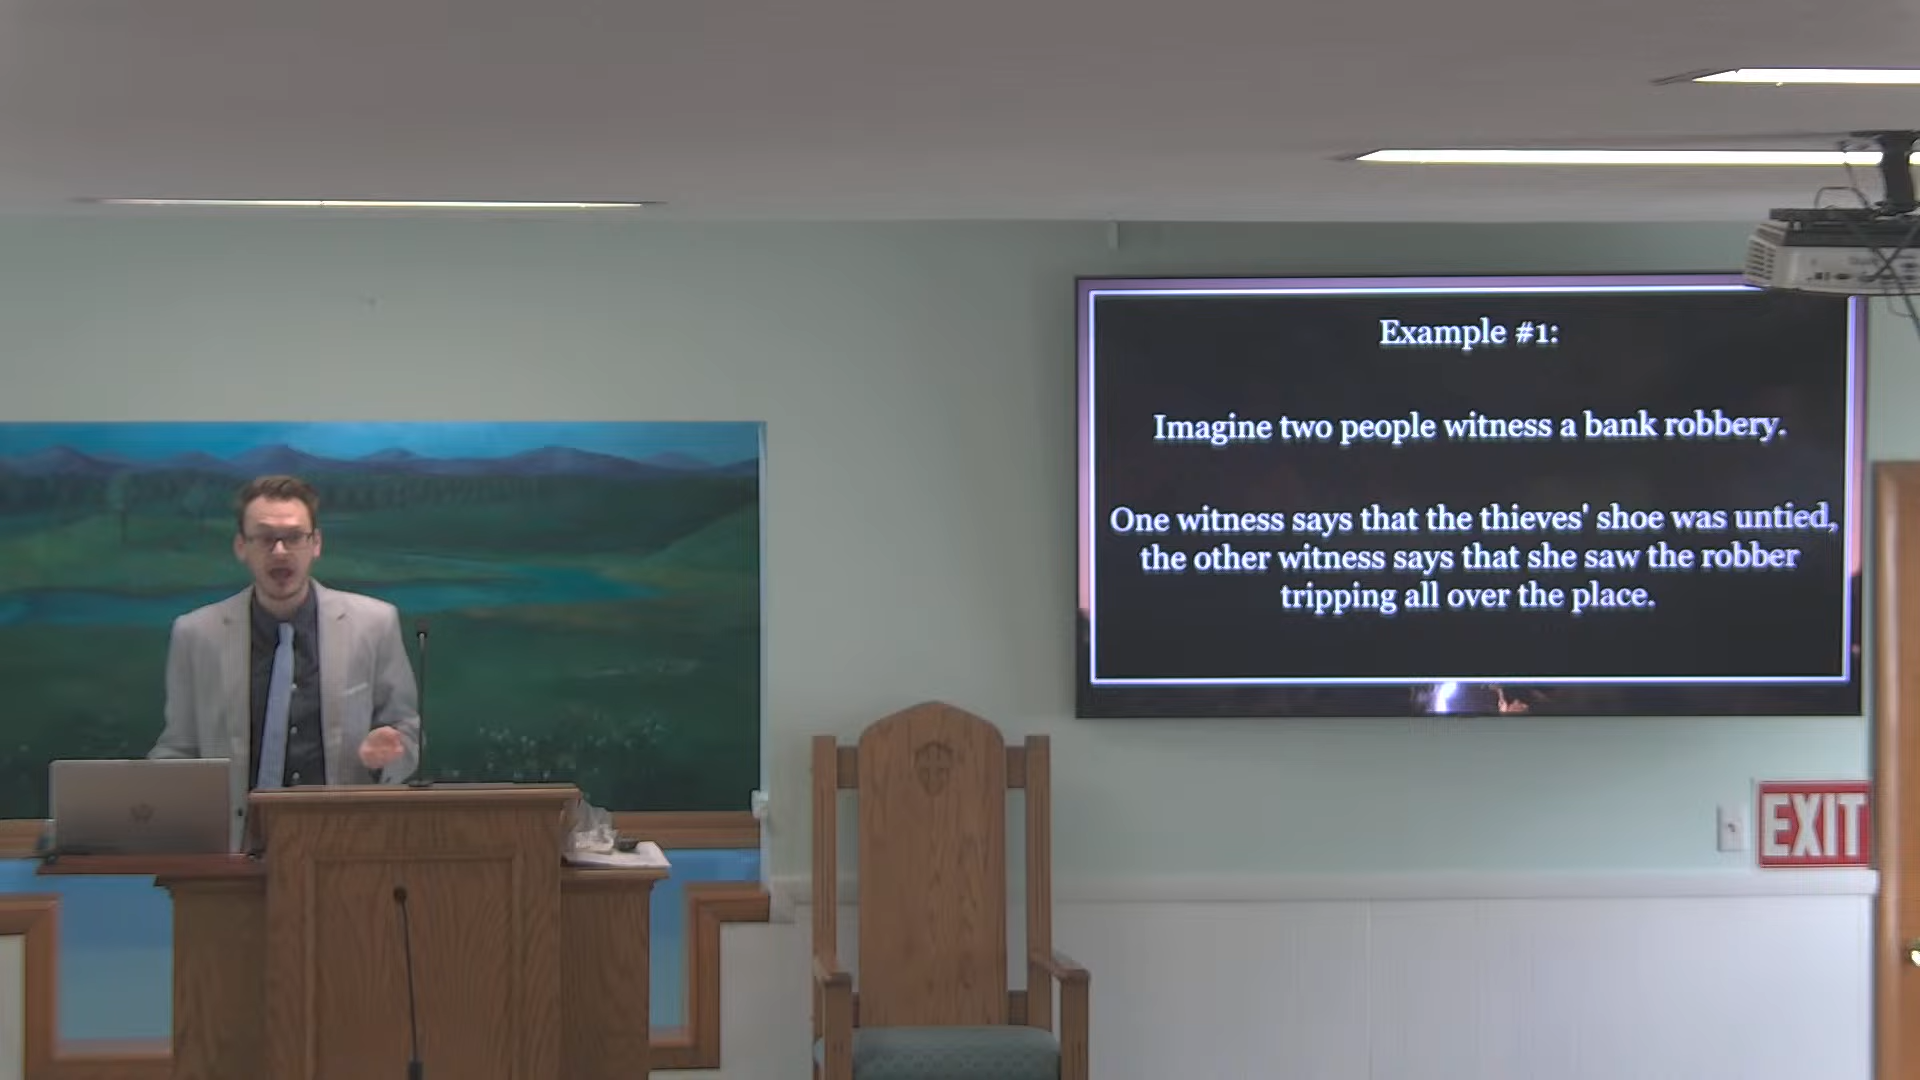 Example #1:
Imagine two people witness a bank robbery.
One witness says that the thieves' shoe was untied,
the other witness says that she saw the robber
tripping all over the place.
EXIT